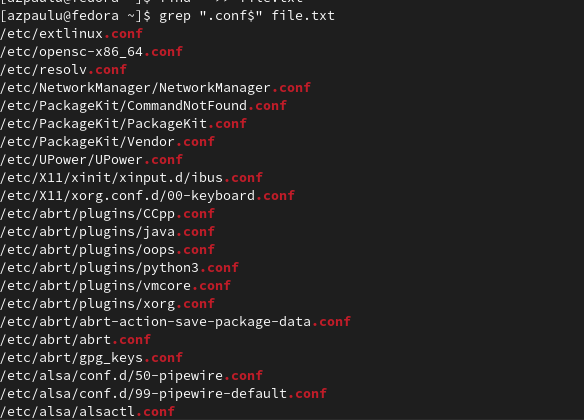 [azpaulu@fedora ~]$ grep ".conf$" file.txt
/etc/extlinux.conf
/etc/opensc-x86_64.conf
/etc/resolv.conf
/etc/NetworkManager/NetworkManager.conf
/etc/PackageKit/CommandNotFound.conf
/etc/PackageKit/PackageKit.conf
/etc/PackageKit/Vendor.conf
/etc/UPower/UPower.conf
/etc/X11/xinit/xinput.d/ibus.conf
/etc/X11/xorg.conf.d/00-keyboard.conf
/etc/abrt/plugins/CCpp.conf
/etc/abrt/plugins/java.conf
/etc/abrt/plugins/oops.conf
/etc/abrt/plugins/python3.conf
/etc/abrt/plugins/vmcore.conf
/etc/abrt/plugins/xorg.conf
/etc/abrt/abrt-action-save-package-data.conf
/etc/abrt/abrt.conf
/etc/abrt/gpg_keys.conf
/etc/alsa/conf.d/50-pipewire.conf
/etc/alsa/conf.d/99-pipewire-default.conf
/etc/alsa/alsactl.conf